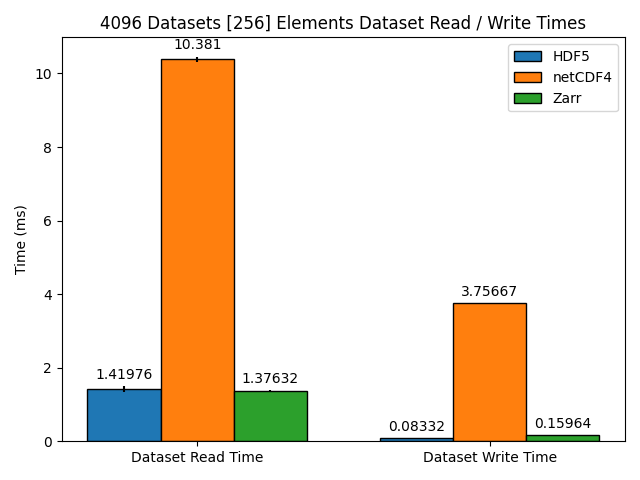 4096 Datasets [256] Elements Dataset Read / Write Times
HDF5
netCDF4
Zarr
Time (ms)
10
8
6
4
2
0
1.41976
10.381
1.37632
0.08332
3.75667
0.15964
Dataset Read Time
Dataset Write Time